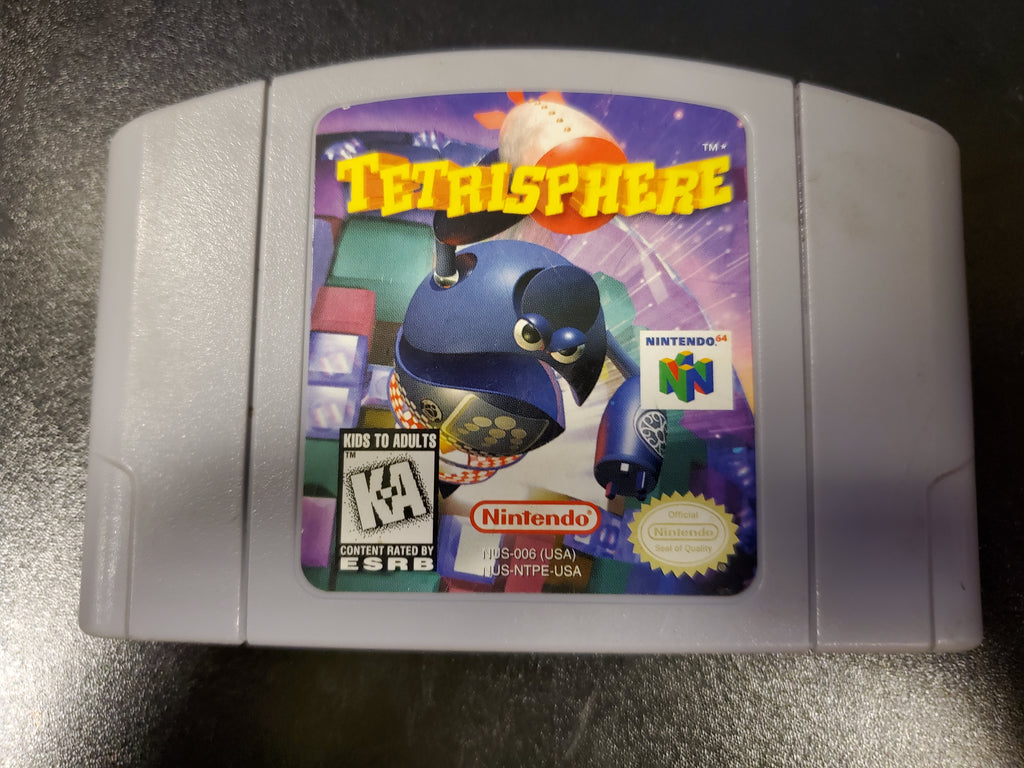 TETRISPHERE
TM
NINTENDO 64
KIDS TO ADULTS
TM
K-A
CONTENT RATED BY
ESRB
Nintendo®
NUS-006 (USA)
NUS-NTPE-USA
Official
Nintendo
Seal of Quality